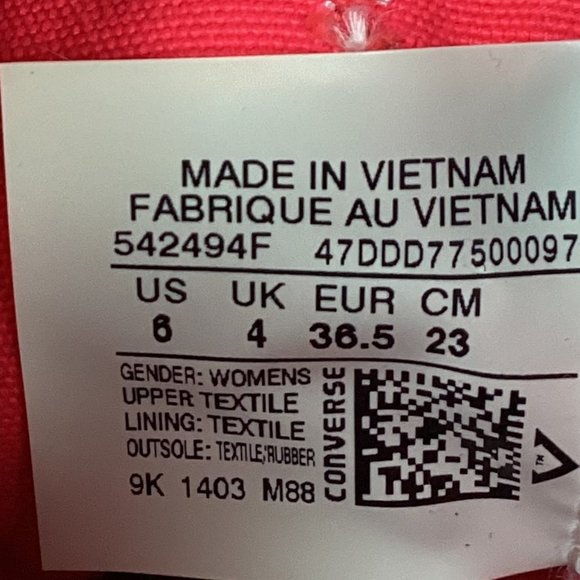 MADE IN VIETNAM
FABRIQUE AU VIETNAM
542494F 47DDD77500097
US UK EUR CM
6 4 36.5 23
GENDER: WOMENS
UPPER TEXTILE
LINING: TEXTILE
OUTSOLE: TEXTILE/RUBBER
9K 1403 M88
CONVERSE
TM